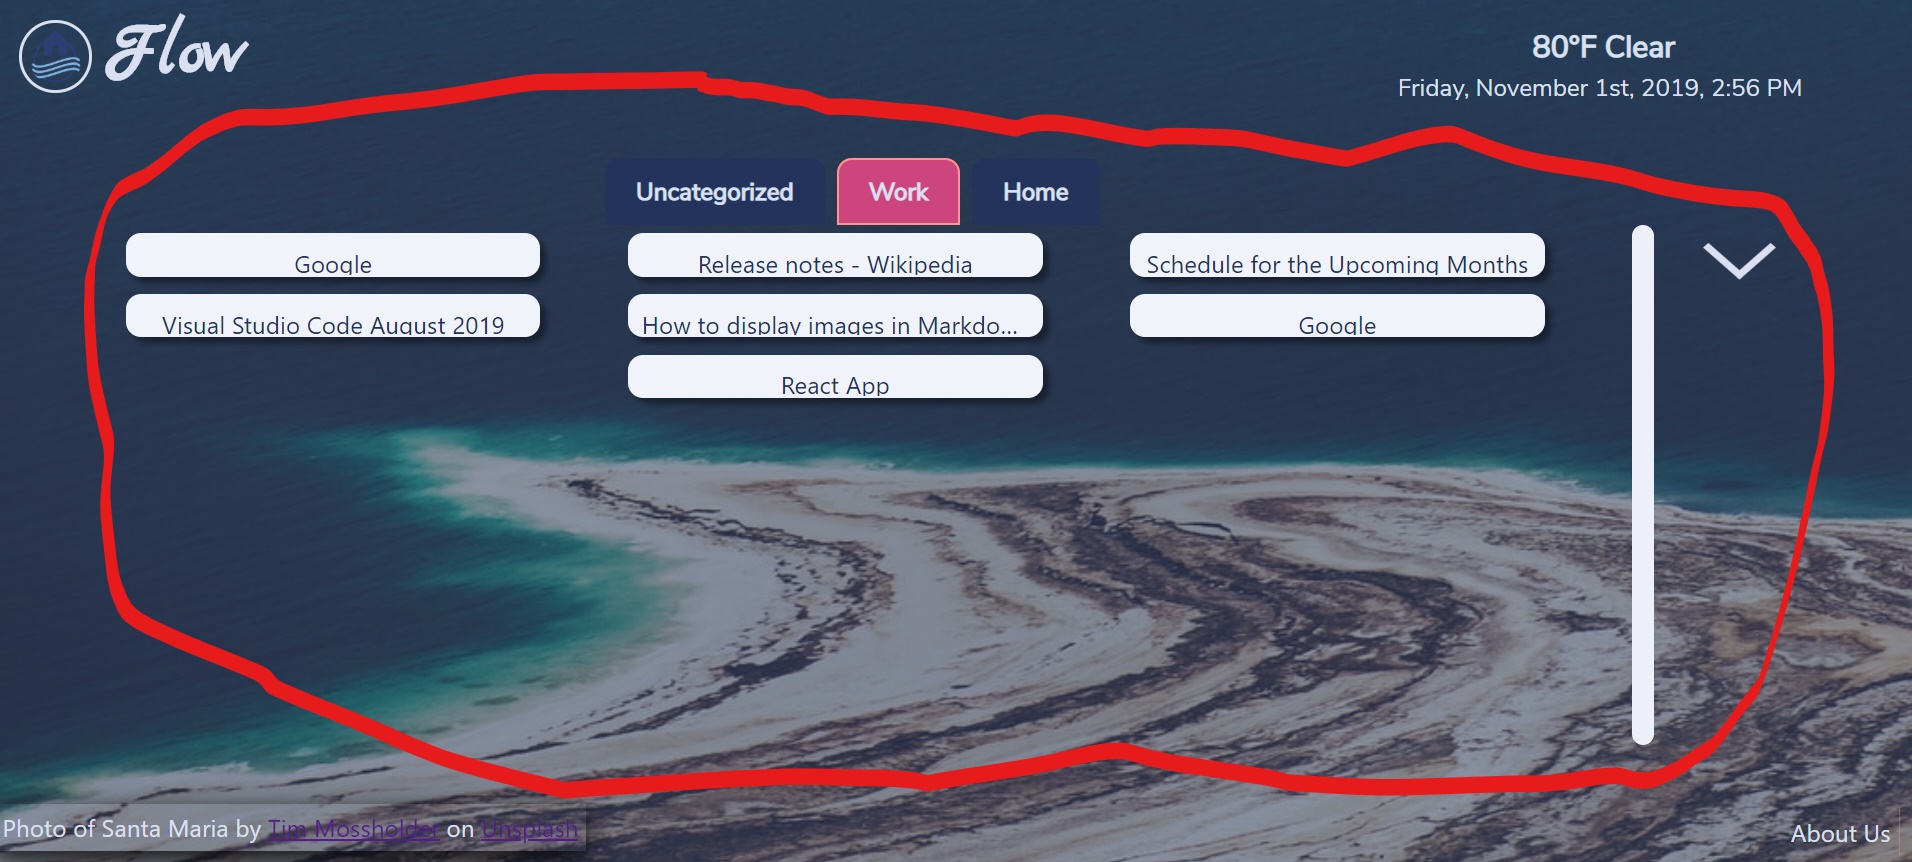 Flow
80°F Clear
Friday, November 1st, 2019, 2:56 PM
Uncategorized Work Home
Google Release notes - Wikipedia Schedule for the Upcoming Months
Visual Studio Code August 2019 How to display images in Markdo... Google
React App
Photo of Santa Maria by Tim Mossholder on Unsplash
About Us